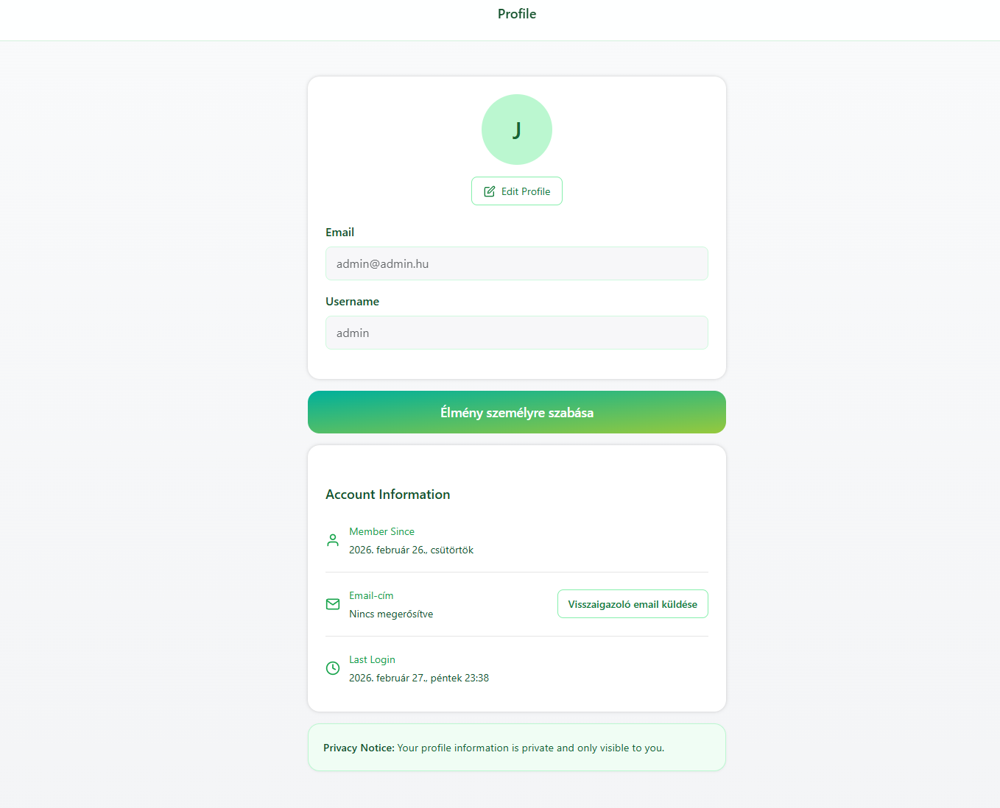 Profile
J
Edit Profile
Email
admin@admin.hu
Username
admin
Élmény személyre szabása
Account Information
Member Since
2026. február 26., csütörtök
Email-cím
Nincs megerősítve
Visszaigazoló email küldése
Last Login
2026. február 27., péntek 23:38
Privacy Notice: Your profile information is private and only visible to you.